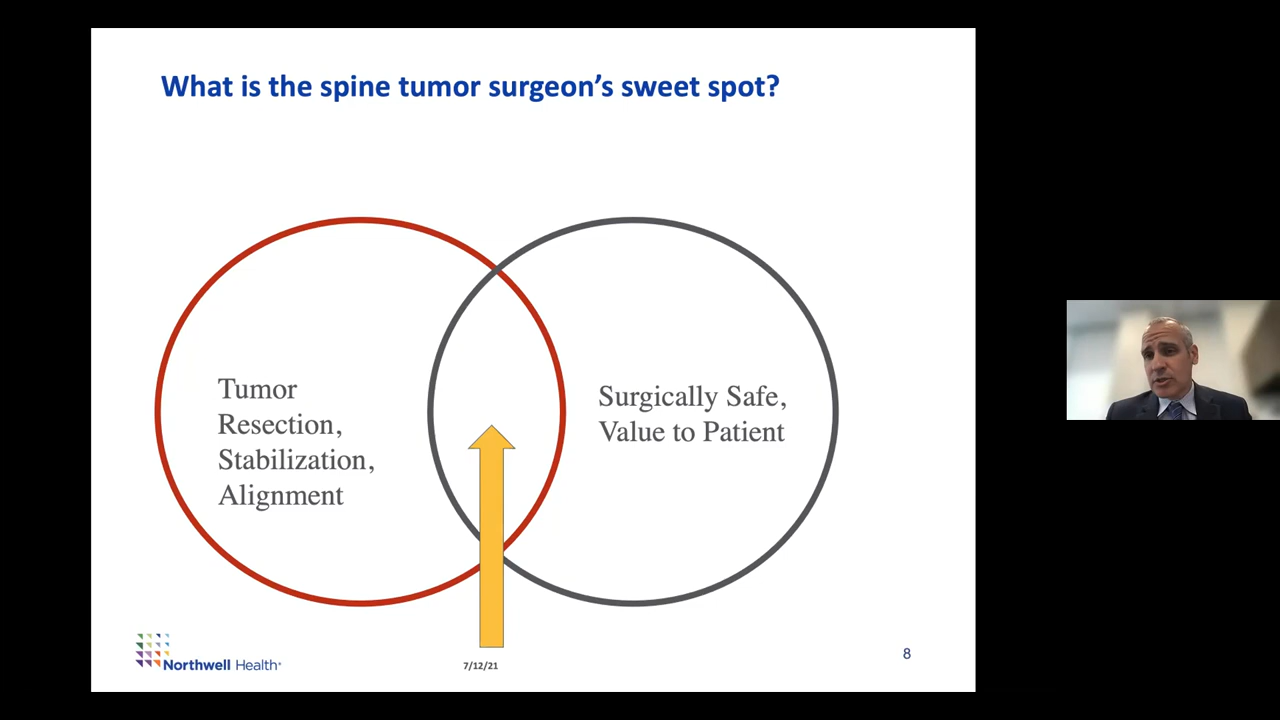 What is the spine tumor surgeon’s sweet spot?
Tumor
Resection,
Stabilization,
Alignment
Surgically Safe,
Value to Patient
Northwell Health
7/12/21
8